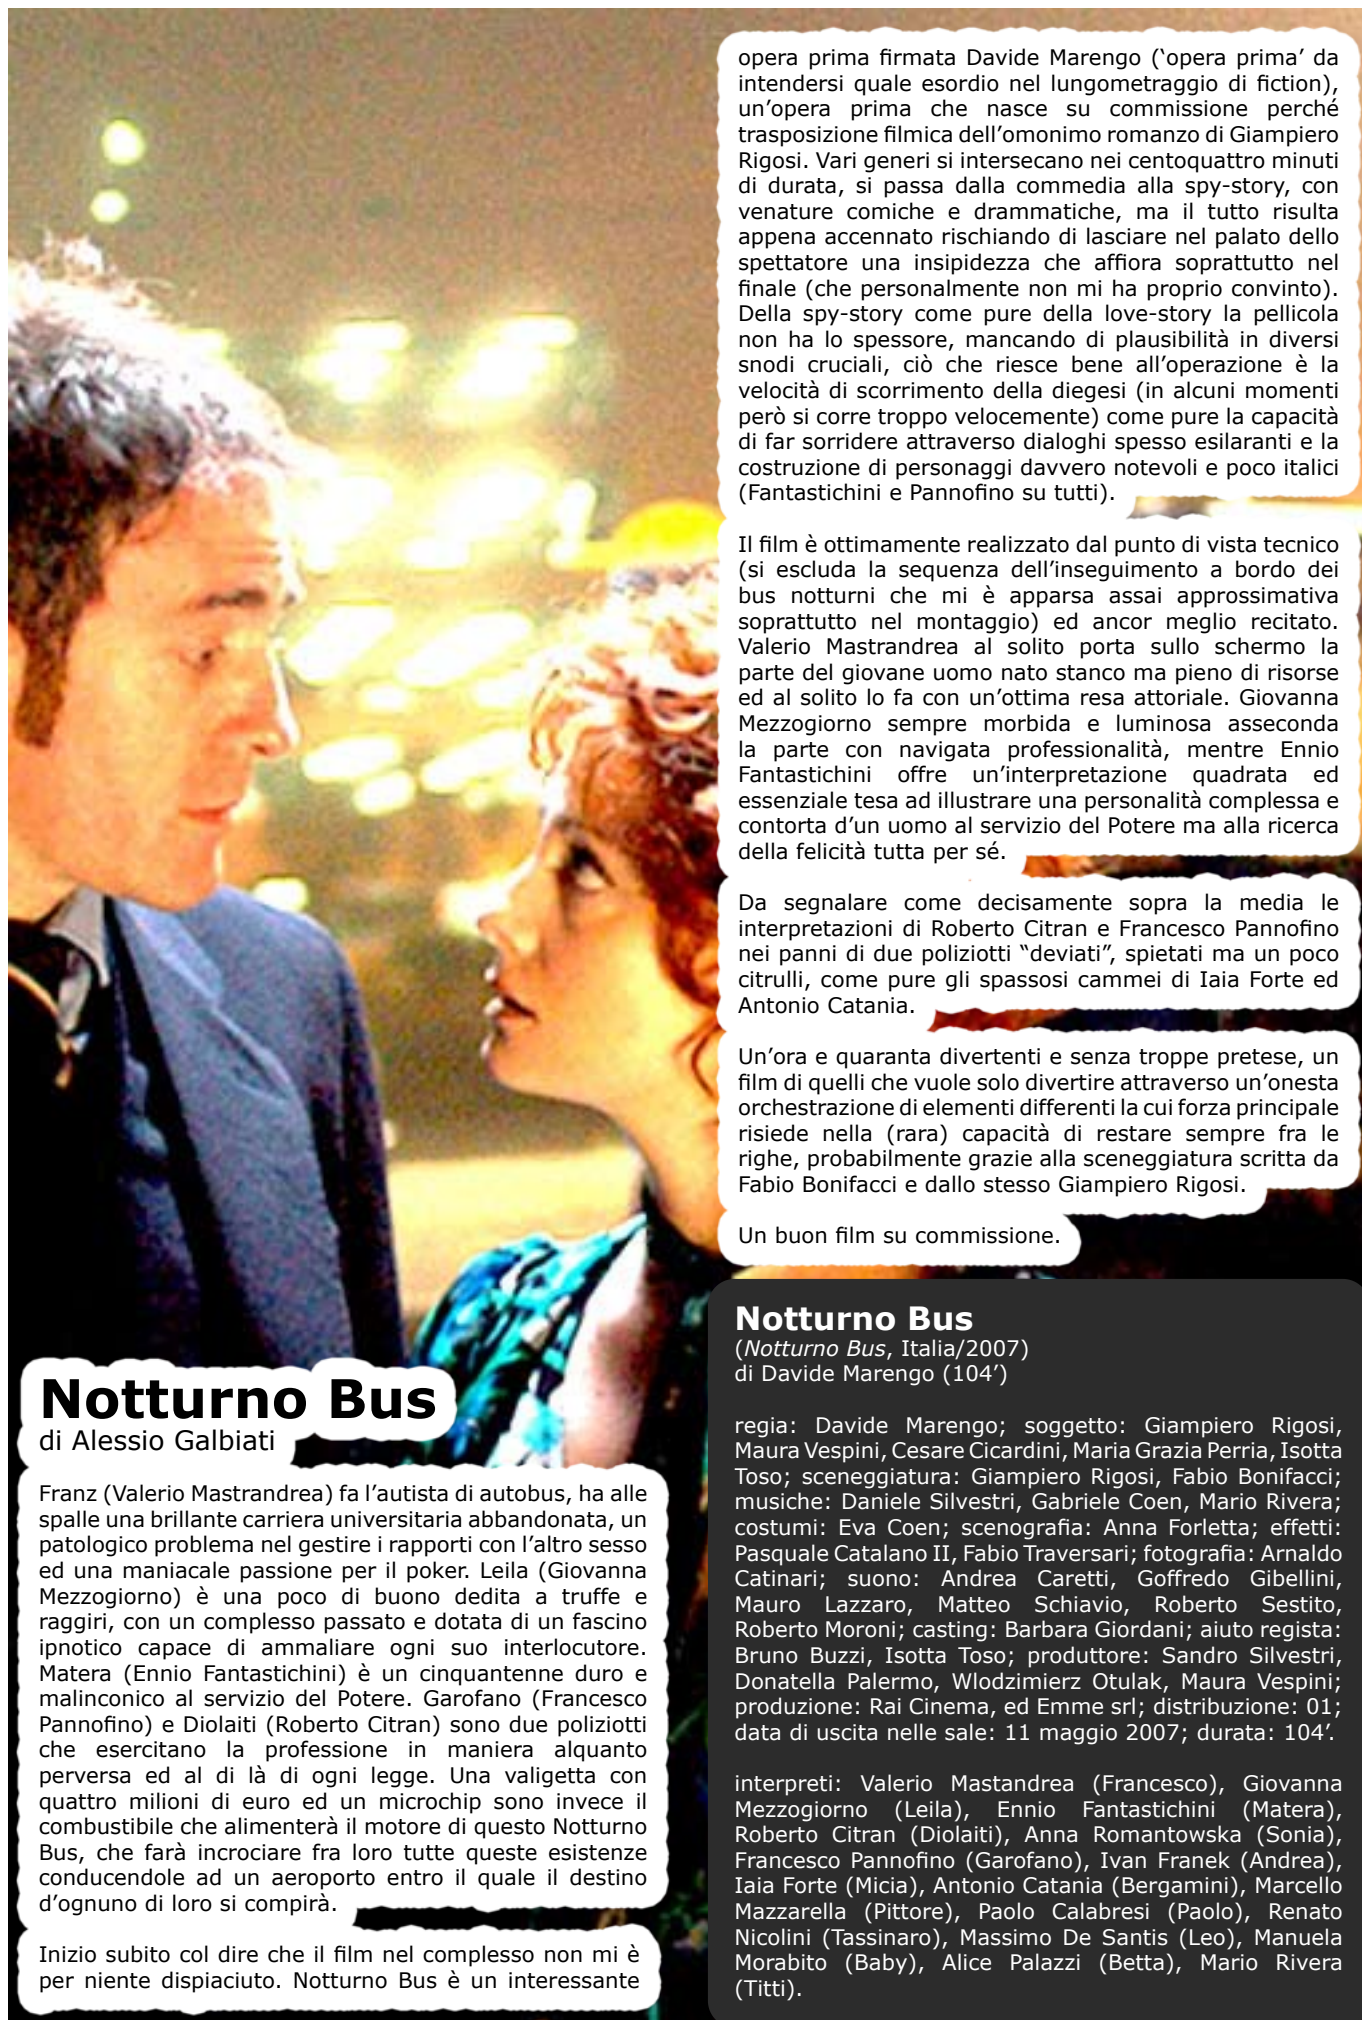 Notturno Bus
di Alessio Galbiati
Franz (Valerio Mastrandrea) fa l’autista di autobus, ha alle
spalle una brillante carriera universitaria abbandonata, un
patologico problema nel gestire i rapporti con l’altro sesso
ed una maniacale passione per il poker. Leila (Giovanna
Mezzogiorno) è una poco di buono dedita a truffe e
raggiri, con un complesso passato e dotata di un fascino
ipnotico capace di ammaliare ogni suo interlocutore.
Matera (Ennio Fantastichini) è un cinquantenne duro e
malinconico al servizio del Potere. Garofano (Francesco
Pannofino) e Diolaiti (Roberto Citran) sono due poliziotti
che esercitano la professione in maniera alquanto
perversa ed al di là di ogni legge. Una valigetta con
quattro milioni di euro ed un microchip sono invece il
combustibile che alimenterà il motore di questo Notturno
Bus, che farà incrociare fra loro tutte queste esistenze
conducendole ad un aeroporto entro il quale il destino
d’ognuno di loro si compirà.
Inizio subito col dire che il film nel complesso non mi è
per niente dispiaciuto. Notturno Bus è un interessante
opera prima firmata Davide Marengo (‘opera prima’ da
intendersi quale esordio nel lungometraggio di fiction),
un’opera prima che nasce su commissione perché
trasposizione filmica dell’omonimo romanzo di Giampiero
Rigosi. Vari generi si intersecano nei centoquattro minuti
di durata, si passa dalla commedia alla spy-story, con
venature comiche e drammatiche, ma il tutto risulta
appena accennato rischiando di lasciare nel palato dello
spettatore una insipidezza che affiora soprattutto nel
finale (che personalmente non mi ha proprio convinto).
Della spy-story come pure della love-story la pellicola
non ha lo spessore, mancando di plausibilità in diversi
snodi cruciali, ciò che riesce bene all’operazione è la
velocità di scorrimento della diegesi (in alcuni momenti
però si corre troppo velocemente) come pure la capacità
di far sorridere attraverso dialoghi spesso esilaranti e la
costruzione di personaggi davvero notevoli e poco italici
(Fantastichini e Pannofino su tutti).
Il film è ottimamente realizzato dal punto di vista tecnico
(si escluda la sequenza dell’inseguimento a bordo dei
bus notturni che mi è apparsa assai approssimativa
soprattutto nel montaggio) ed ancor meglio recitato.
Valerio Mastrandrea al solito porta sullo schermo la
parte del giovane uomo nato stanco ma pieno di risorse
ed al solito lo fa con un’ottima resa attoriale. Giovanna
Mezzogiorno sempre morbida e luminosa asseconda
la parte con navigata professionalità, mentre Ennio
Fantastichini offre un’interpretazione quadrata ed
essenziale tesa ad illustrare una personalità complessa e
contorta d’un uomo al servizio del Potere ma alla ricerca
della felicità tutta per sé.
Da segnalare come decisamente sopra la media le
interpretazioni di Roberto Citran e Francesco Pannofino
nei panni di due poliziotti “deviati”, spietati ma un poco
citrulli, come pure gli spassosi cammei di Iaia Forte ed
Antonio Catania.
Un’ora e quaranta divertenti e senza troppe pretese, un
film di quelli che vuole solo divertire attraverso un’onesta
orchestrazione di elementi differenti la cui forza principale
risiede nella (rara) capacità di restare sempre fra le
righe, probabilmente grazie alla sceneggiatura scritta da
Fabio Bonifacci e dallo stesso Giampiero Rigosi.
Un buon film su commissione.
Notturno Bus
(Notturno Bus, Italia/2007)
di Davide Marengo (104’)
regia: Davide Marengo; soggetto: Giampiero Rigosi,
Maura Vespini, Cesare Cicardini, Maria Grazia Perria, Isotta
Toso; sceneggiatura: Giampiero Rigosi, Fabio Bonifacci;
musiche: Daniele Silvestri, Gabriele Coen, Mario Rivera;
costumi: Eva Coen; scenografia: Anna Forletta; effetti:
Pasquale Catalano II, Fabio Traversari; fotografia: Arnaldo
Catinari; suono: Andrea Caretti, Goffredo Gibellini,
Mauro Lazzaro, Matteo Schiavio, Roberto Sestito,
Roberto Moroni; casting: Barbara Giordani; aiuto regista:
Bruno Buzzi, Isotta Toso; produttore: Sandro Silvestri,
Donatella Palermo, Wlodzimierz Otulak, Maura Vespini;
produzione: Rai Cinema, ed Emme srl; distribuzione: 01;
data di uscita nelle sale: 11 maggio 2007; durata: 104’.
interpreti: Valerio Mastandrea (Francesco), Giovanna
Mezzogiorno (Leila), Ennio Fantastichini (Matera),
Roberto Citran (Diolaiti), Anna Romantowska (Sonia),
Francesco Pannofino (Garofano), Ivan Franek (Andrea),
Iaia Forte (Micia), Antonio Catania (Bergamini), Marcello
Mazzarella (Pittore), Paolo Calabresi (Paolo), Renato
Nicolini (Tassinaro), Massimo De Santis (Leo), Manuela
Morabito (Baby), Alice Palazzi (Betta), Mario Rivera
(Titti).